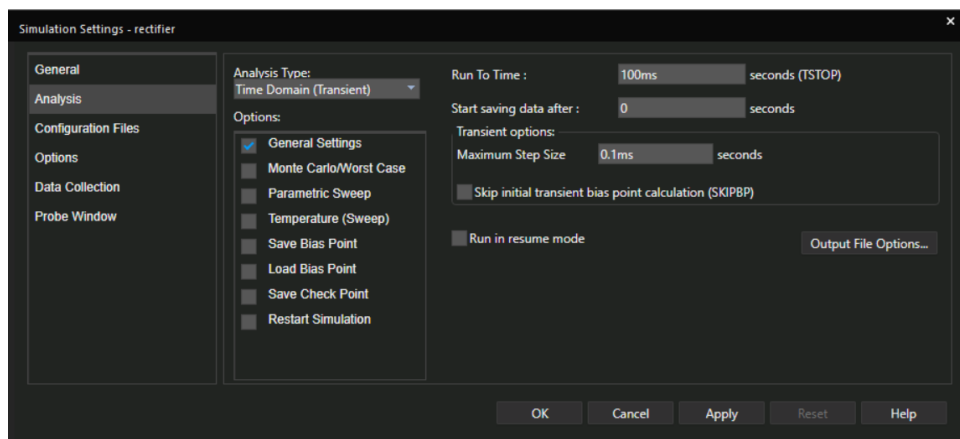 Simulation Settings - rectifier
×
General
Analysis
Configuration Files
Options
Data Collection
Probe Window
Analysis Type:
Time Domain (Transient)
Options:
General Settings
Monte Carlo/Worst Case
Parametric Sweep
Temperature (Sweep)
Save Bias Point
Load Bias Point
Save Check Point
Restart Simulation
Run To Time : 100ms seconds (TSTOP)
Start saving data after : 0 seconds
Transient options:
Maximum Step Size 0.1ms seconds
Skip initial transient bias point calculation (SKIPBP)
Run in resume mode
Output File Options...
OK Cancel Apply Reset Help